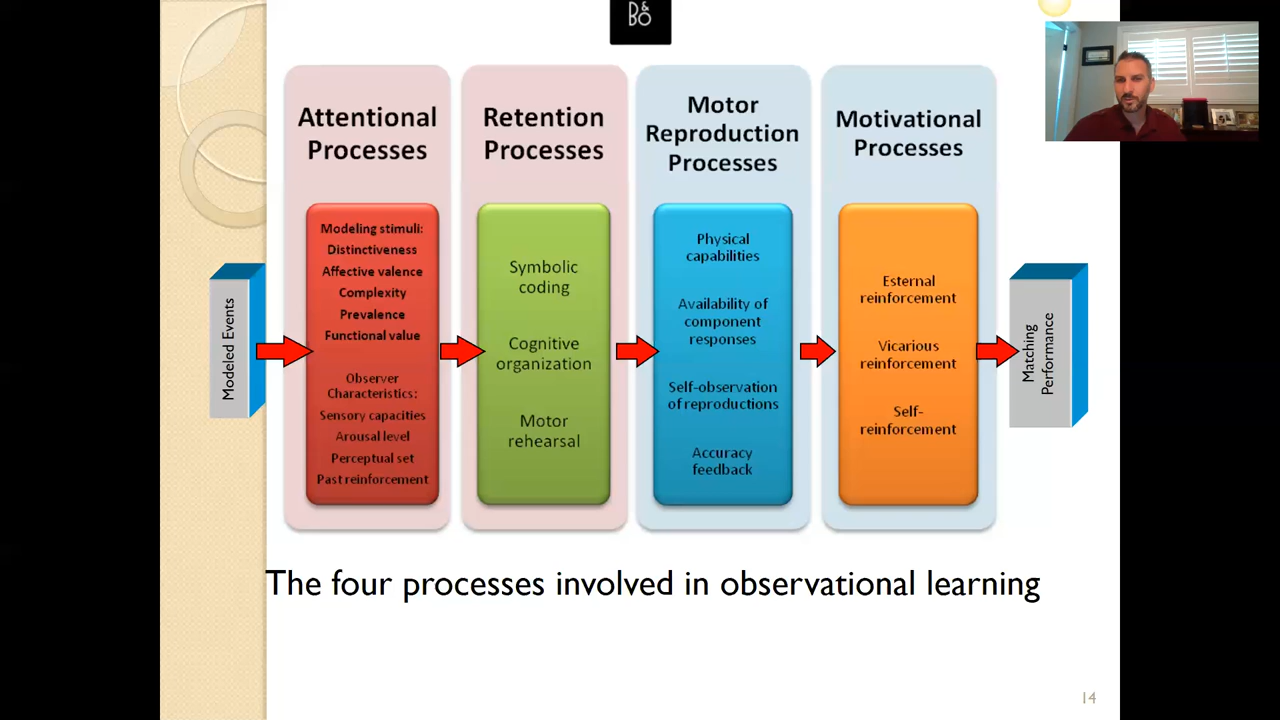 B&
BO
Attentional
Processes
Retention
Processes
Motor
Reproduction
Processes
Motivational
Processes
Modeled Events
Modeling stimuli:
Distinctiveness
Affective valence
Complexity
Prevalence
Functional value
Observer
Characteristics:
Sensory capacities
Arousal level
Perceptual set
Past reinforcement
Symbolic
coding
Cognitive
organization
Motor
rehearsal
Physical
capabilities
Availability of
component
responses
Self-observation
of reproductions
Accuracy
feedback
Esternal
reinforcement
Vicarious
reinforcement
Self-
reinforcement
Matching
Performance
The four processes involved in observational learning
14